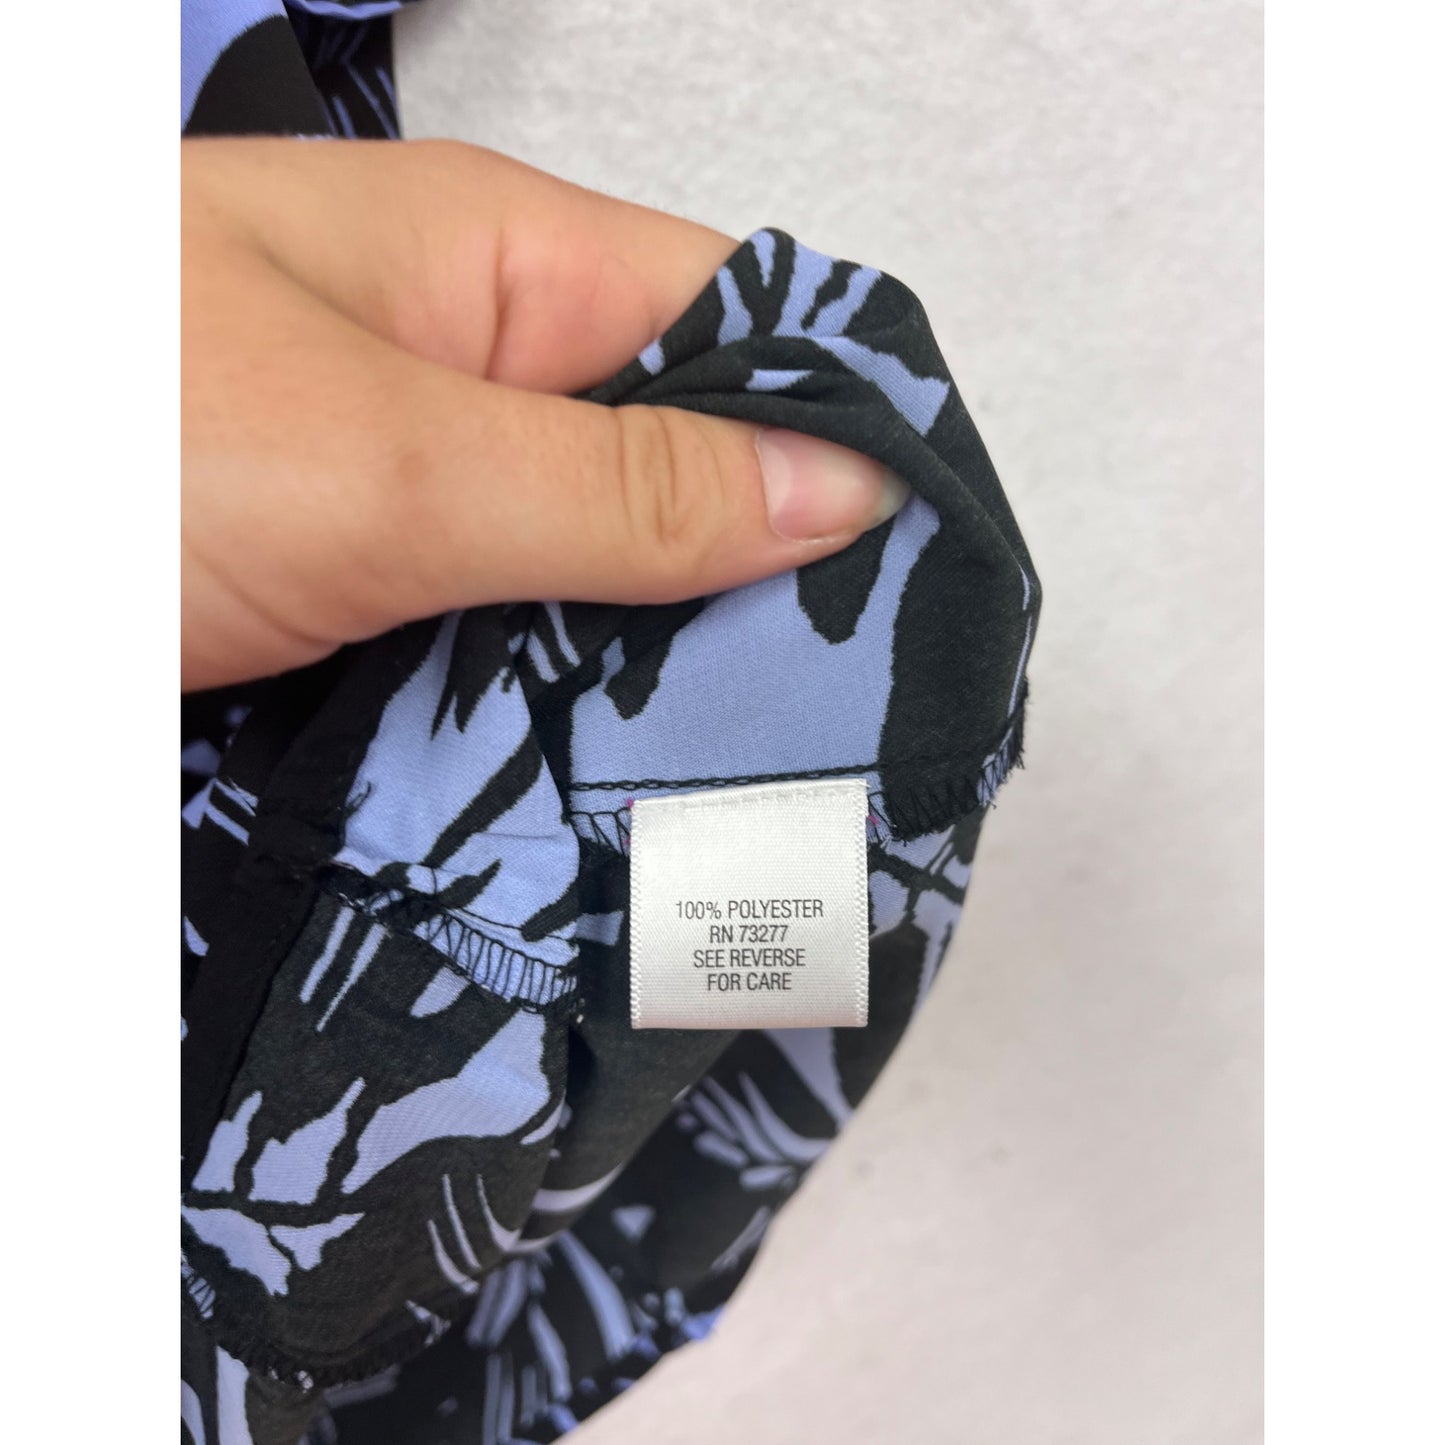 100% POLYESTER
RN 73277
SEE REVERSE
FOR CARE